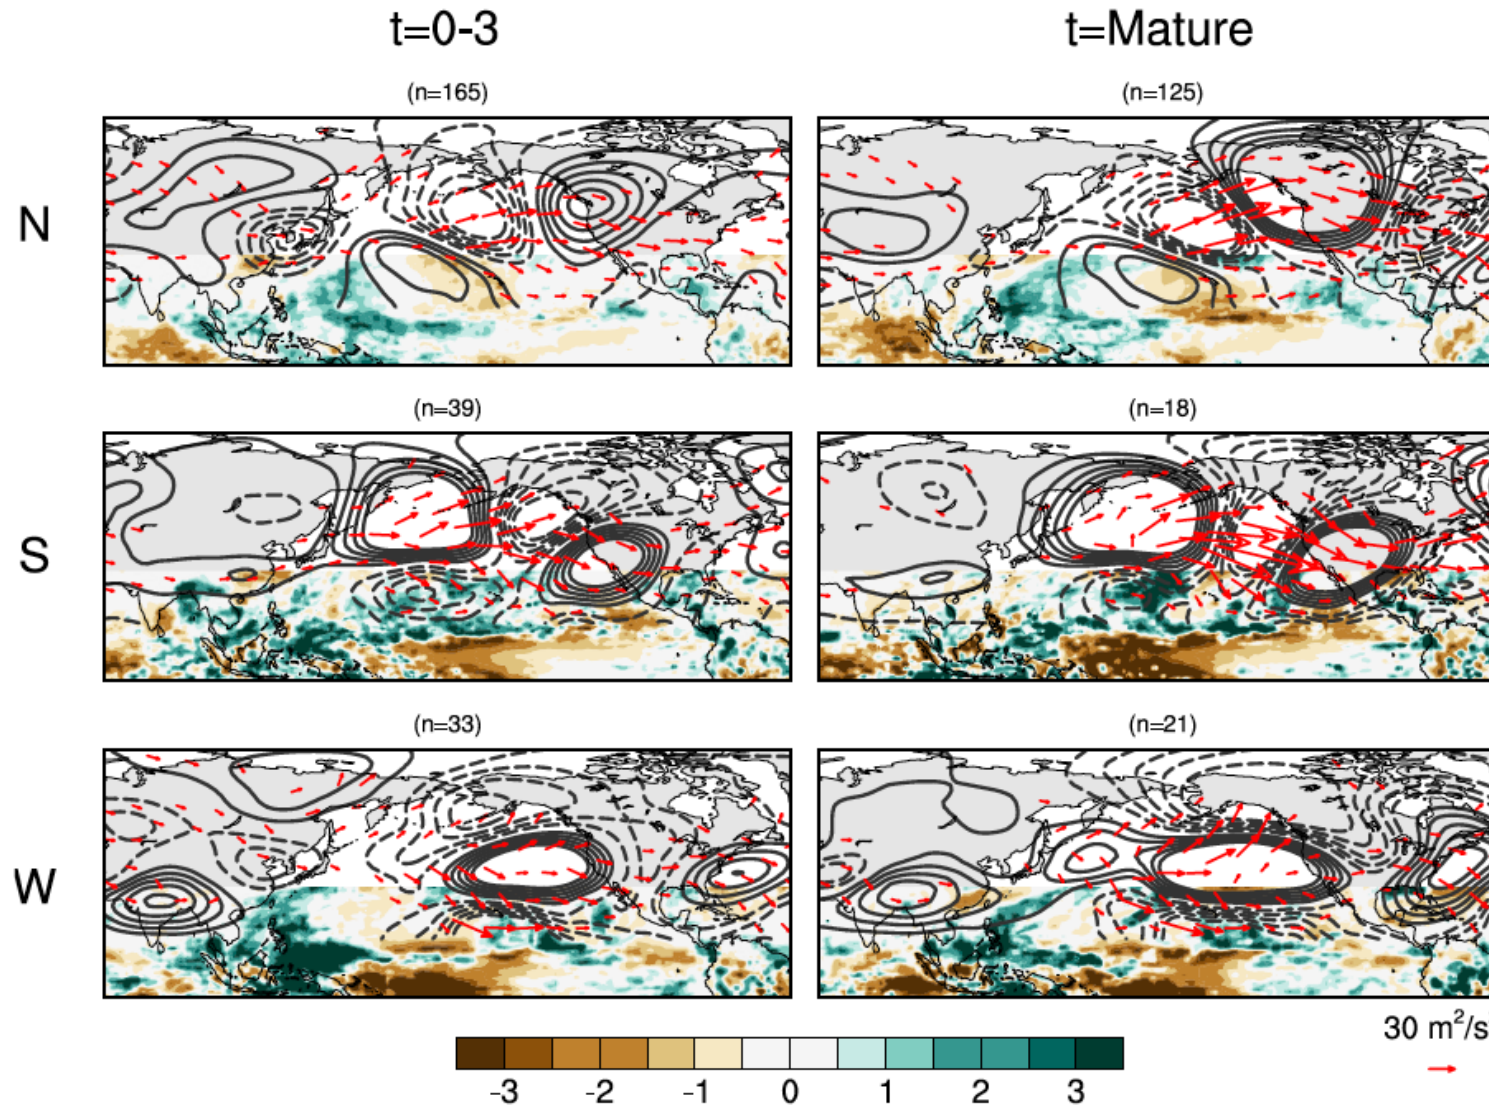 t=0-3 t=Mature
(n=165) (n=125)
N
(n=39) (n=18)
S
(n=33) (n=21)
W
30 m²/s
-3 -2 -1 0 1 2 3